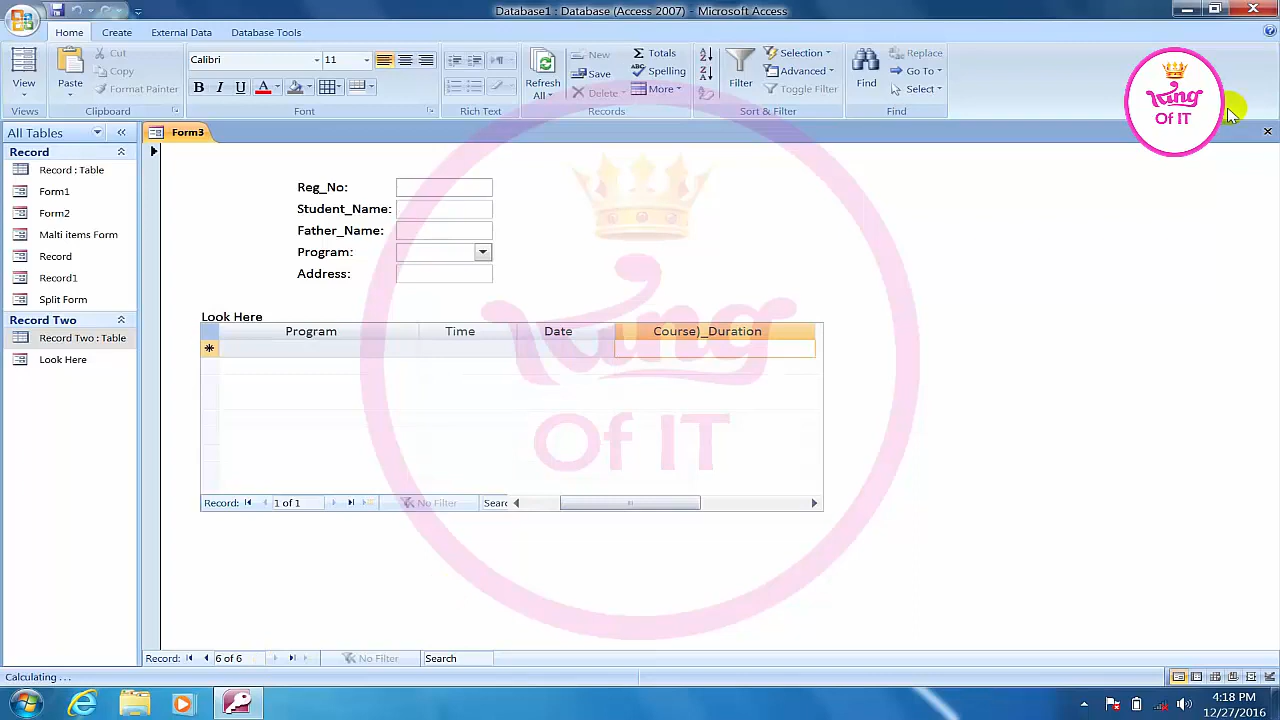 Database1 : Database (Access 2007) - Microsoft Access
Home Create External Data Database Tools
View
Views
Paste
Cut
Copy
Format Painter
Clipboard
Calibri 11
B I U A
Font
Rich Text
Refresh
All
New
Save
Delete
Totals
Spelling
More
Records
Filter
Selection
Advanced
Toggle Filter
Sort & Filter
Find
Replace
Go To
Select
Find
King
Of IT
All Tables
Record
Record : Table
Form1
Form2
Malti items Form
Record
Record1
Split Form
Record Two
Record Two : Table
Look Here
Form3
Reg_No:
Student_Name:
Father_Name:
Program:
Address:
Look Here
Program Time Date Course)_Duration
Record: 1 of 1 No Filter Searc
King
Of IT
Record: 6 of 6 No Filter Search
Calculating . . .
4:18 PM
12/27/2016